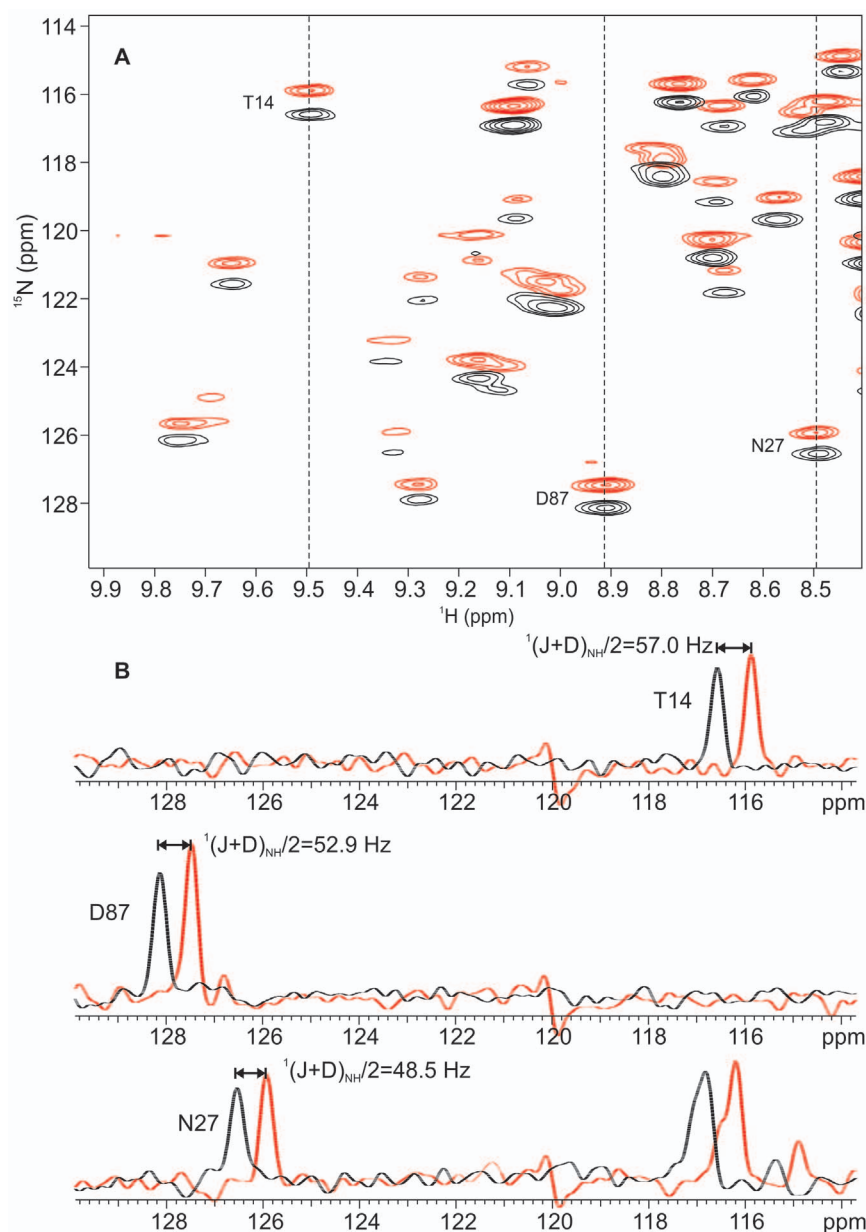 A
114
116
118
120
122
124
126
128
¹⁵N (ppm)
T14
D87
N27
9.9 9.8 9.7 9.6 9.5 9.4 9.3 9.2 9.1 9.0 8.9 8.8 8.7 8.6 8.5
¹H (ppm)
B
¹(J+D)NH/2=57.0 Hz
T14
128 126 124 122 120 118 116 ppm
¹(J+D)NH/2=52.9 Hz
D87
128 126 124 122 120 118 116 ppm
¹(J+D)NH/2=48.5 Hz
N27
128 126 124 122 120 118 116 ppm